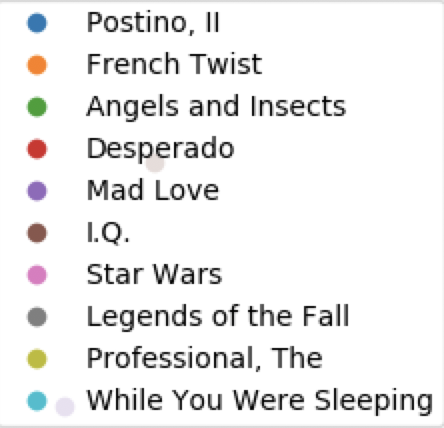 Postino, II
French Twist
Angels and Insects
Desperado
Mad Love
I.Q.
Star Wars
Legends of the Fall
Professional, The
While You Were Sleeping